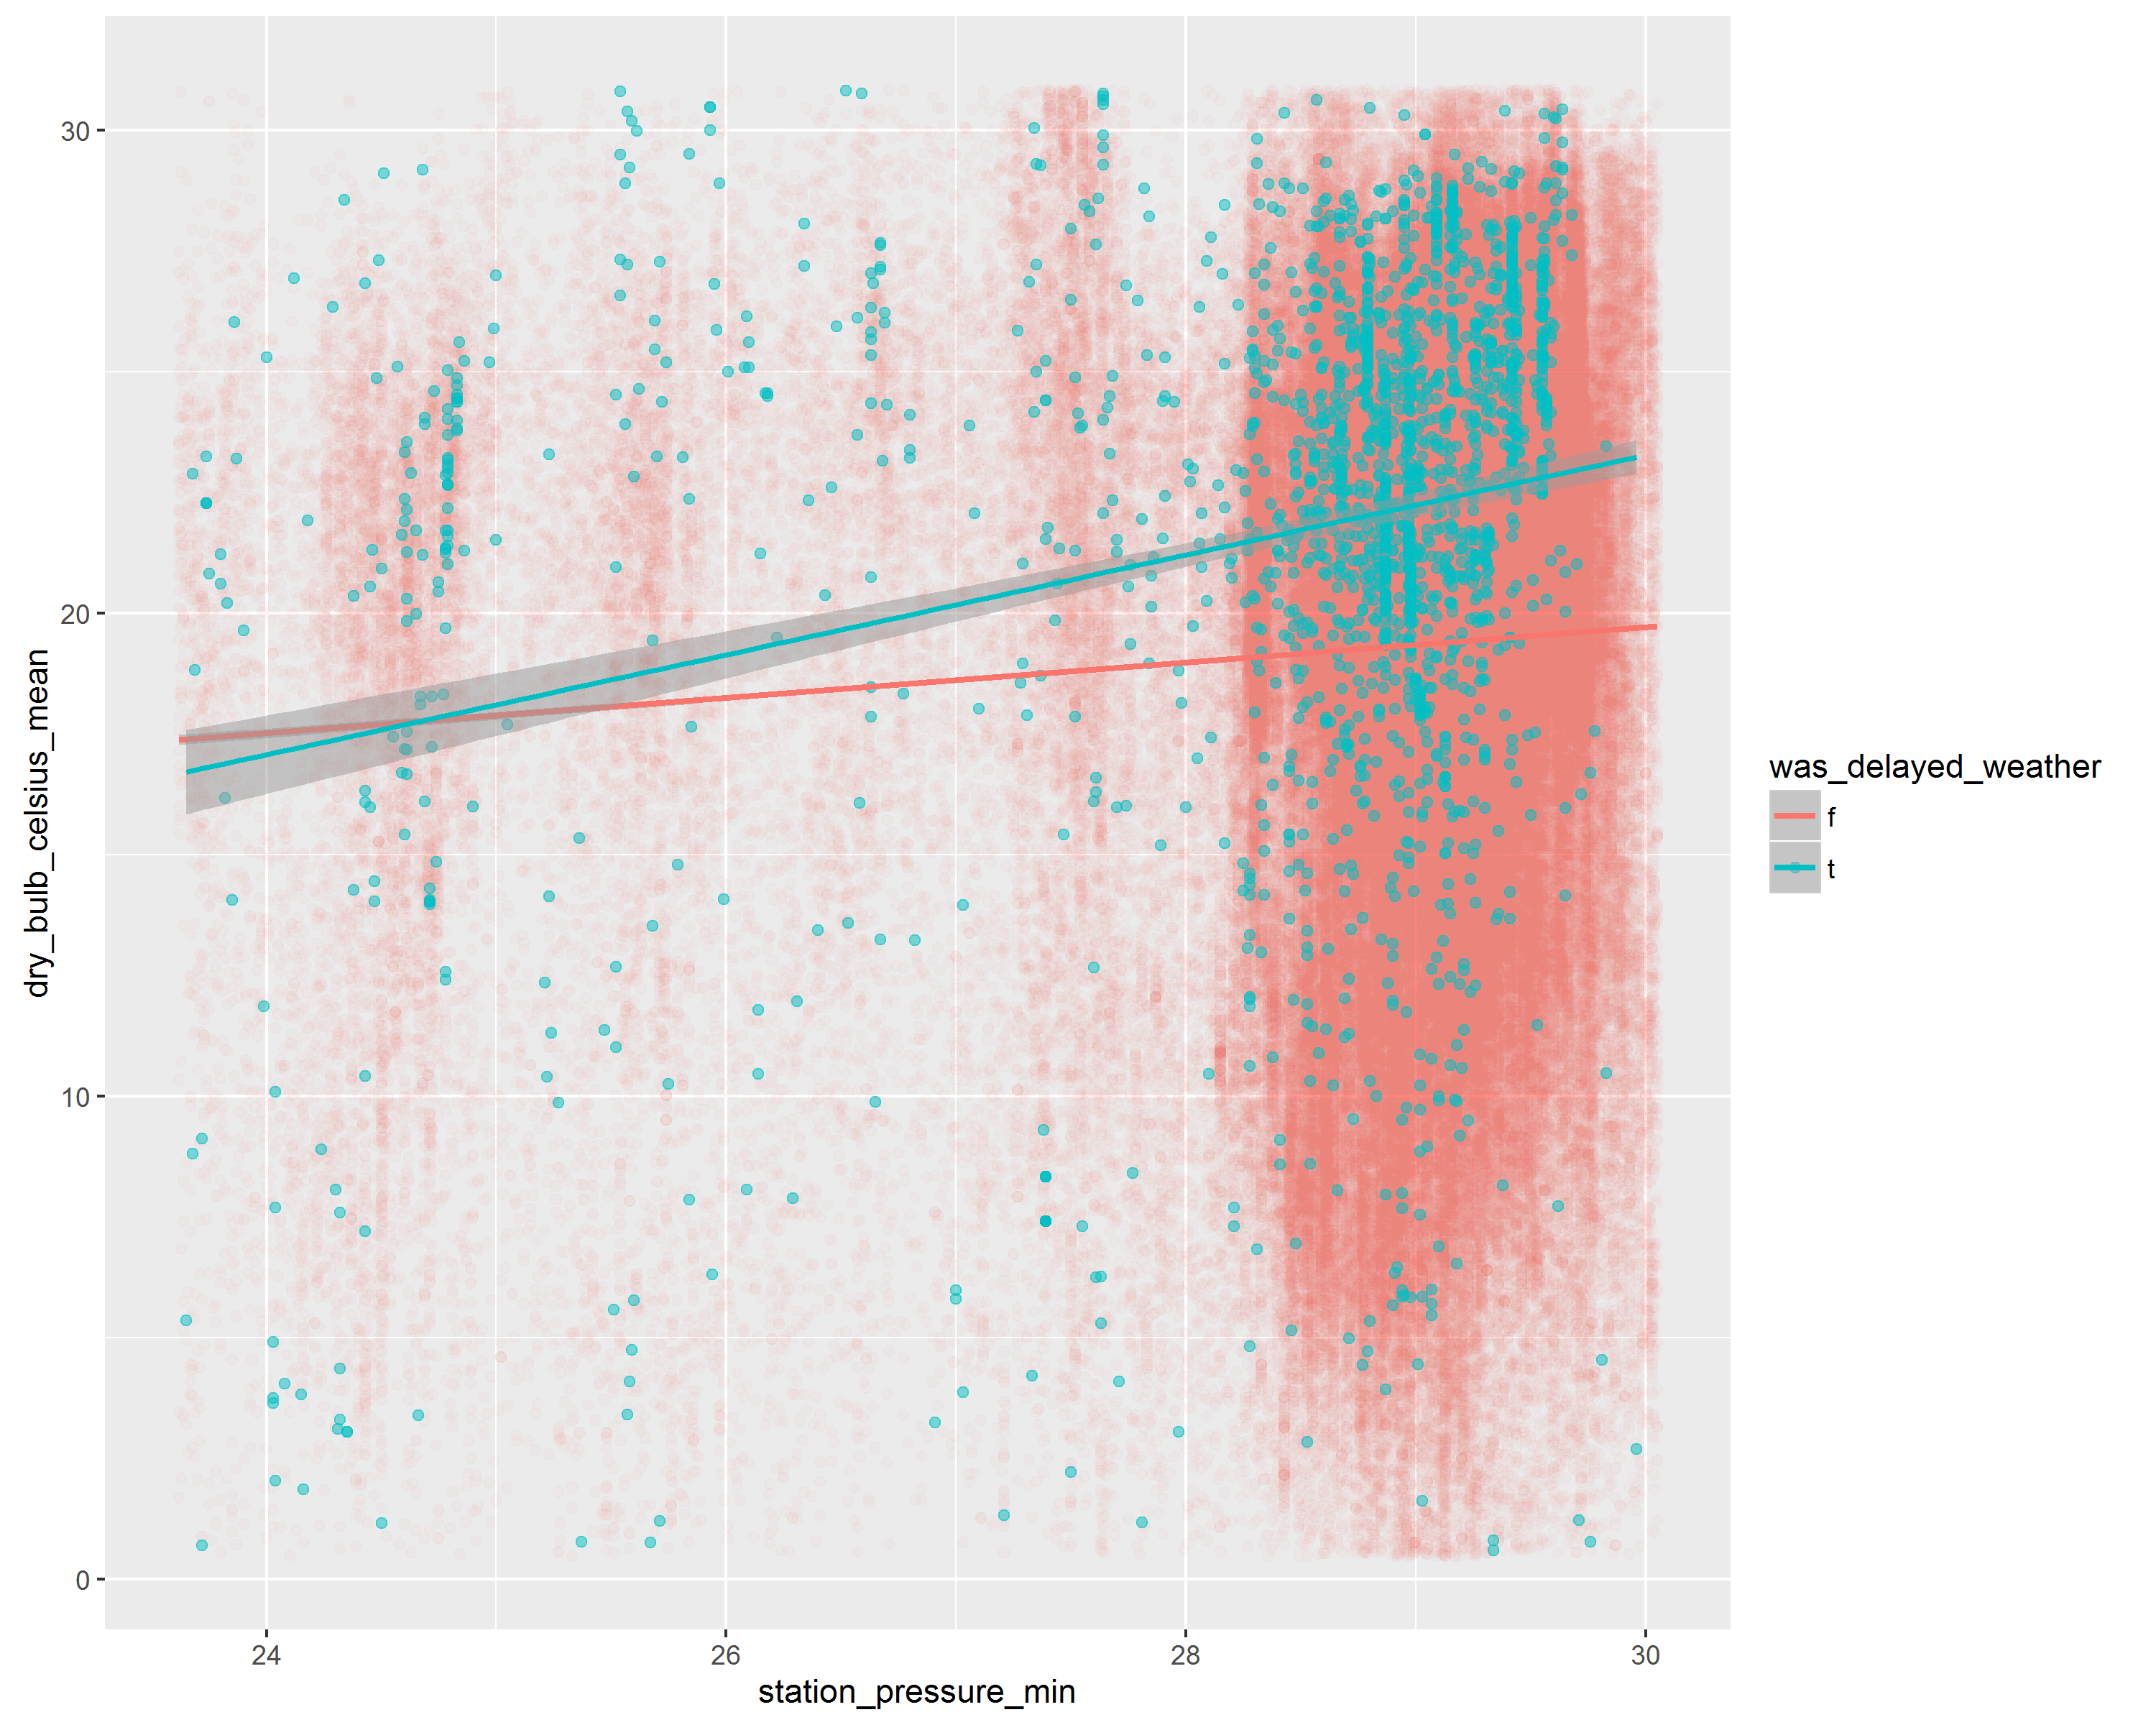 30
20
10
0
dry_bulb_celsius_mean
24
26
28
30
station_pressure_min
was_delayed_weather
f
t